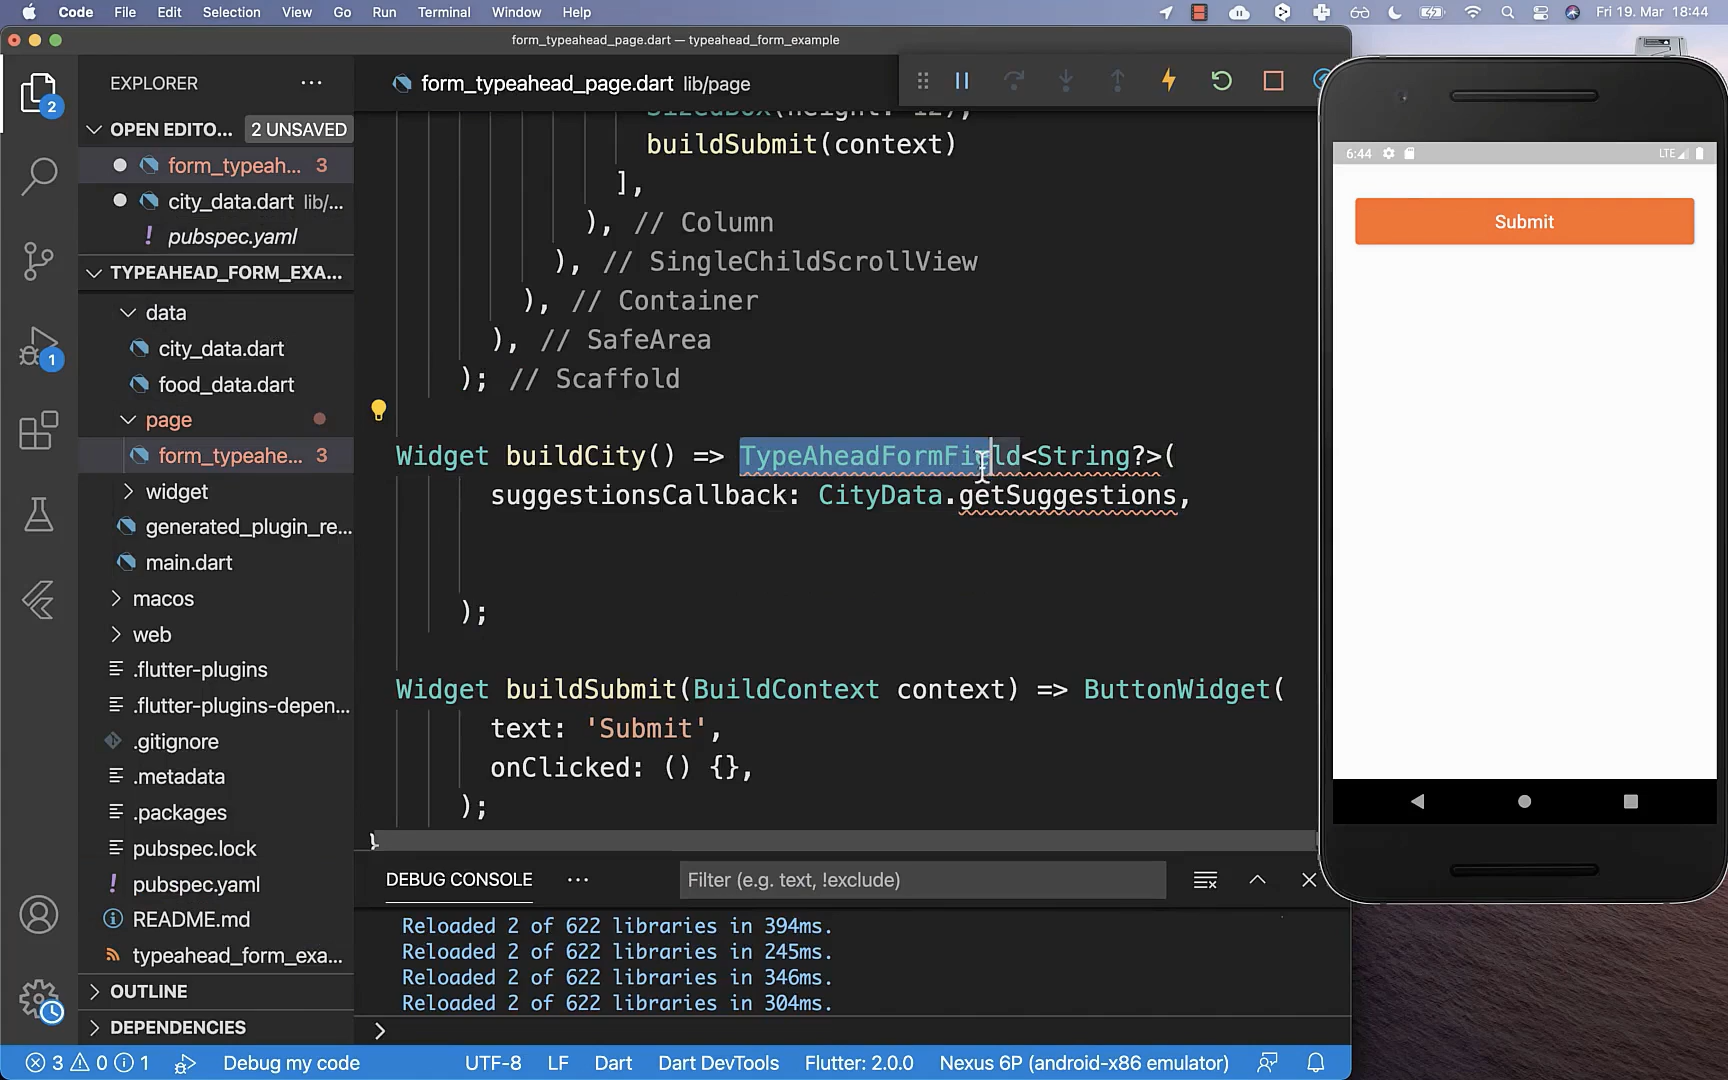 Code File Edit Selection View Go Run Terminal Window Help Fri 19. Mar 18:44
form_typeahead_page.dart — typeahead_form_example
EXPLORER
OPEN EDITO... 2 UNSAVED
form_typeah... 3
city_data.dart lib/...
! pubspec.yaml
TYPEAHEAD_FORM_EXA...
data
city_data.dart
food_data.dart
page
form_typeahe... 3
widget
generated_plugin_re...
main.dart
macos
web
.flutter-plugins
.flutter-plugins-depen...
.gitignore
.metadata
.packages
pubspec.lock
! pubspec.yaml
README.md
typeahead_form_exa...
OUTLINE
DEPENDENCIES
2
1
form_typeahead_page.dart lib/page
SizedBox(height: 12),
buildSubmit(context)
],
), // Column
), // SingleChildScrollView
), // Container
), // SafeArea
); // Scaffold
Widget buildCity() => TypeAheadFormField<String?>(
suggestionsCallback: CityData.getSuggestions,
);
Widget buildSubmit(BuildContext context) => ButtonWidget(
text: 'Submit',
onClicked: () {},
);
}
DEBUG CONSOLE ... Filter (e.g. text, !exclude)
Reloaded 2 of 622 libraries in 394ms.
Reloaded 2 of 622 libraries in 245ms.
Reloaded 2 of 622 libraries in 346ms.
Reloaded 2 of 622 libraries in 304ms.
>
3 0 1 Debug my code UTF-8 LF Dart Dart DevTools Flutter: 2.0.0 Nexus 6P (android-x86 emulator)
6:44 LTE
Submit